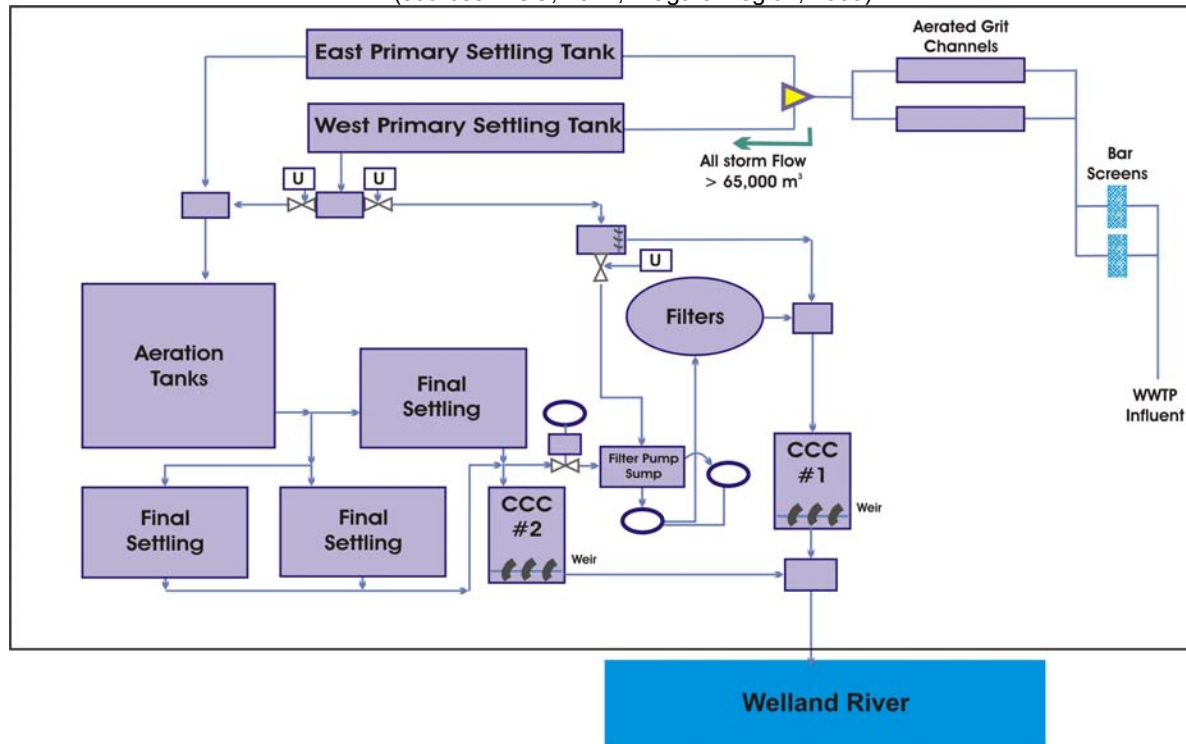 East Primary Settling Tank
Aerated Grit
Channels
West Primary Settling Tank
All storm Flow
> 65,000 m³
Bar
Screens
U
U
U
Filters
Aeration
Tanks
Final
Settling
WWTP
Influent
Filter Pump
Sump
CCC
#1
Weir
Final
Settling
Final
Settling
CCC
#2
Weir
Welland River